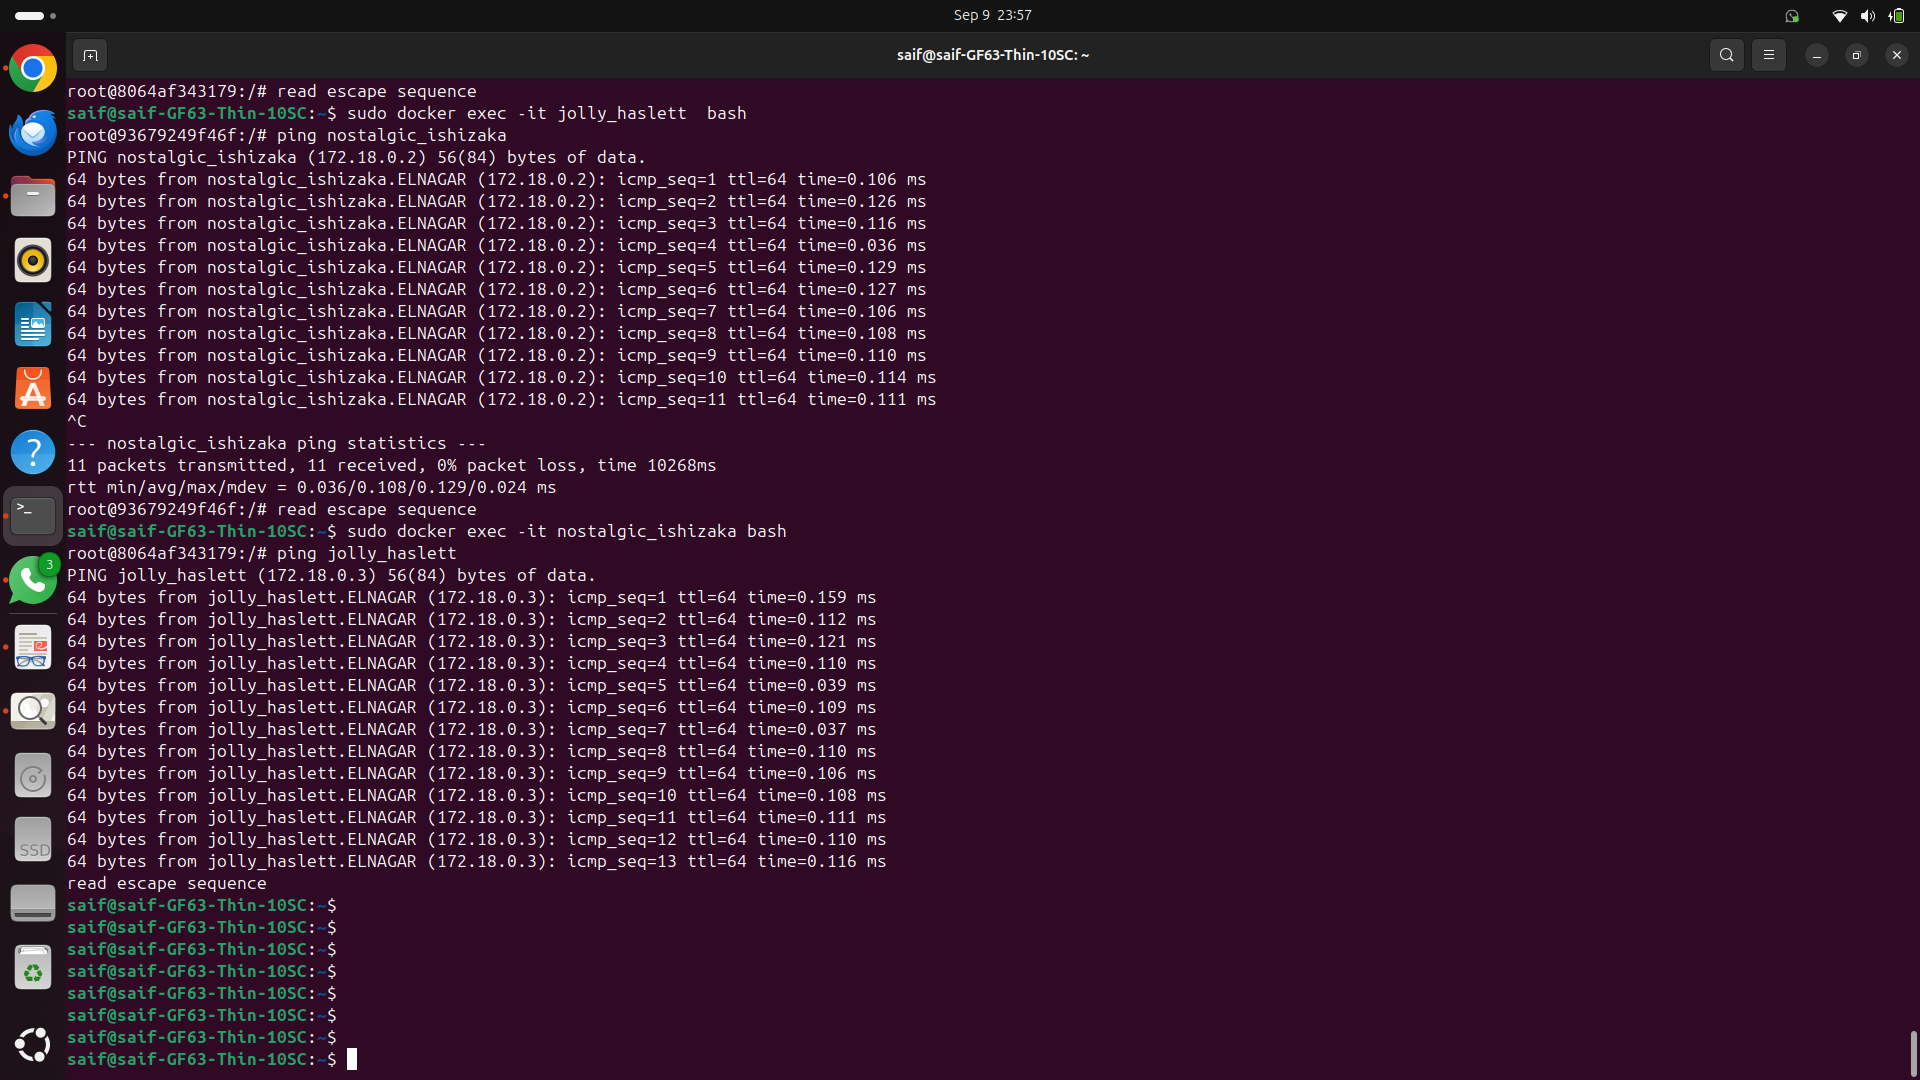 Sep 9 23:57
saif@saif-GF63-Thin-10SC: ~
root@8064af343179:/# read escape sequence
saif@saif-GF63-Thin-10SC:~$ sudo docker exec -it jolly_haslett  bash
root@93679249f46f:/# ping nostalgic_ishizaka
PING nostalgic_ishizaka (172.18.0.2) 56(84) bytes of data.
64 bytes from nostalgic_ishizaka.ELNAGAR (172.18.0.2): icmp_seq=1 ttl=64 time=0.106 ms
64 bytes from nostalgic_ishizaka.ELNAGAR (172.18.0.2): icmp_seq=2 ttl=64 time=0.126 ms
64 bytes from nostalgic_ishizaka.ELNAGAR (172.18.0.2): icmp_seq=3 ttl=64 time=0.116 ms
64 bytes from nostalgic_ishizaka.ELNAGAR (172.18.0.2): icmp_seq=4 ttl=64 time=0.036 ms
64 bytes from nostalgic_ishizaka.ELNAGAR (172.18.0.2): icmp_seq=5 ttl=64 time=0.129 ms
64 bytes from nostalgic_ishizaka.ELNAGAR (172.18.0.2): icmp_seq=6 ttl=64 time=0.127 ms
64 bytes from nostalgic_ishizaka.ELNAGAR (172.18.0.2): icmp_seq=7 ttl=64 time=0.106 ms
64 bytes from nostalgic_ishizaka.ELNAGAR (172.18.0.2): icmp_seq=8 ttl=64 time=0.108 ms
64 bytes from nostalgic_ishizaka.ELNAGAR (172.18.0.2): icmp_seq=9 ttl=64 time=0.110 ms
64 bytes from nostalgic_ishizaka.ELNAGAR (172.18.0.2): icmp_seq=10 ttl=64 time=0.114 ms
64 bytes from nostalgic_ishizaka.ELNAGAR (172.18.0.2): icmp_seq=11 ttl=64 time=0.111 ms
^C
--- nostalgic_ishizaka ping statistics ---
11 packets transmitted, 11 received, 0% packet loss, time 10268ms
rtt min/avg/max/mdev = 0.036/0.108/0.129/0.024 ms
root@93679249f46f:/# read escape sequence
saif@saif-GF63-Thin-10SC:~$ sudo docker exec -it nostalgic_ishizaka bash
root@8064af343179:/# ping jolly_haslett
PING jolly_haslett (172.18.0.3) 56(84) bytes of data.
64 bytes from jolly_haslett.ELNAGAR (172.18.0.3): icmp_seq=1 ttl=64 time=0.159 ms
64 bytes from jolly_haslett.ELNAGAR (172.18.0.3): icmp_seq=2 ttl=64 time=0.112 ms
64 bytes from jolly_haslett.ELNAGAR (172.18.0.3): icmp_seq=3 ttl=64 time=0.121 ms
64 bytes from jolly_haslett.ELNAGAR (172.18.0.3): icmp_seq=4 ttl=64 time=0.110 ms
64 bytes from jolly_haslett.ELNAGAR (172.18.0.3): icmp_seq=5 ttl=64 time=0.039 ms
64 bytes from jolly_haslett.ELNAGAR (172.18.0.3): icmp_seq=6 ttl=64 time=0.109 ms
64 bytes from jolly_haslett.ELNAGAR (172.18.0.3): icmp_seq=7 ttl=64 time=0.037 ms
64 bytes from jolly_haslett.ELNAGAR (172.18.0.3): icmp_seq=8 ttl=64 time=0.110 ms
64 bytes from jolly_haslett.ELNAGAR (172.18.0.3): icmp_seq=9 ttl=64 time=0.106 ms
64 bytes from jolly_haslett.ELNAGAR (172.18.0.3): icmp_seq=10 ttl=64 time=0.108 ms
64 bytes from jolly_haslett.ELNAGAR (172.18.0.3): icmp_seq=11 ttl=64 time=0.111 ms
64 bytes from jolly_haslett.ELNAGAR (172.18.0.3): icmp_seq=12 ttl=64 time=0.110 ms
64 bytes from jolly_haslett.ELNAGAR (172.18.0.3): icmp_seq=13 ttl=64 time=0.116 ms
read escape sequence
saif@saif-GF63-Thin-10SC:~$
saif@saif-GF63-Thin-10SC:~$
saif@saif-GF63-Thin-10SC:~$
saif@saif-GF63-Thin-10SC:~$
saif@saif-GF63-Thin-10SC:~$
saif@saif-GF63-Thin-10SC:~$
saif@saif-GF63-Thin-10SC:~$
saif@saif-GF63-Thin-10SC:~$
3
SSD